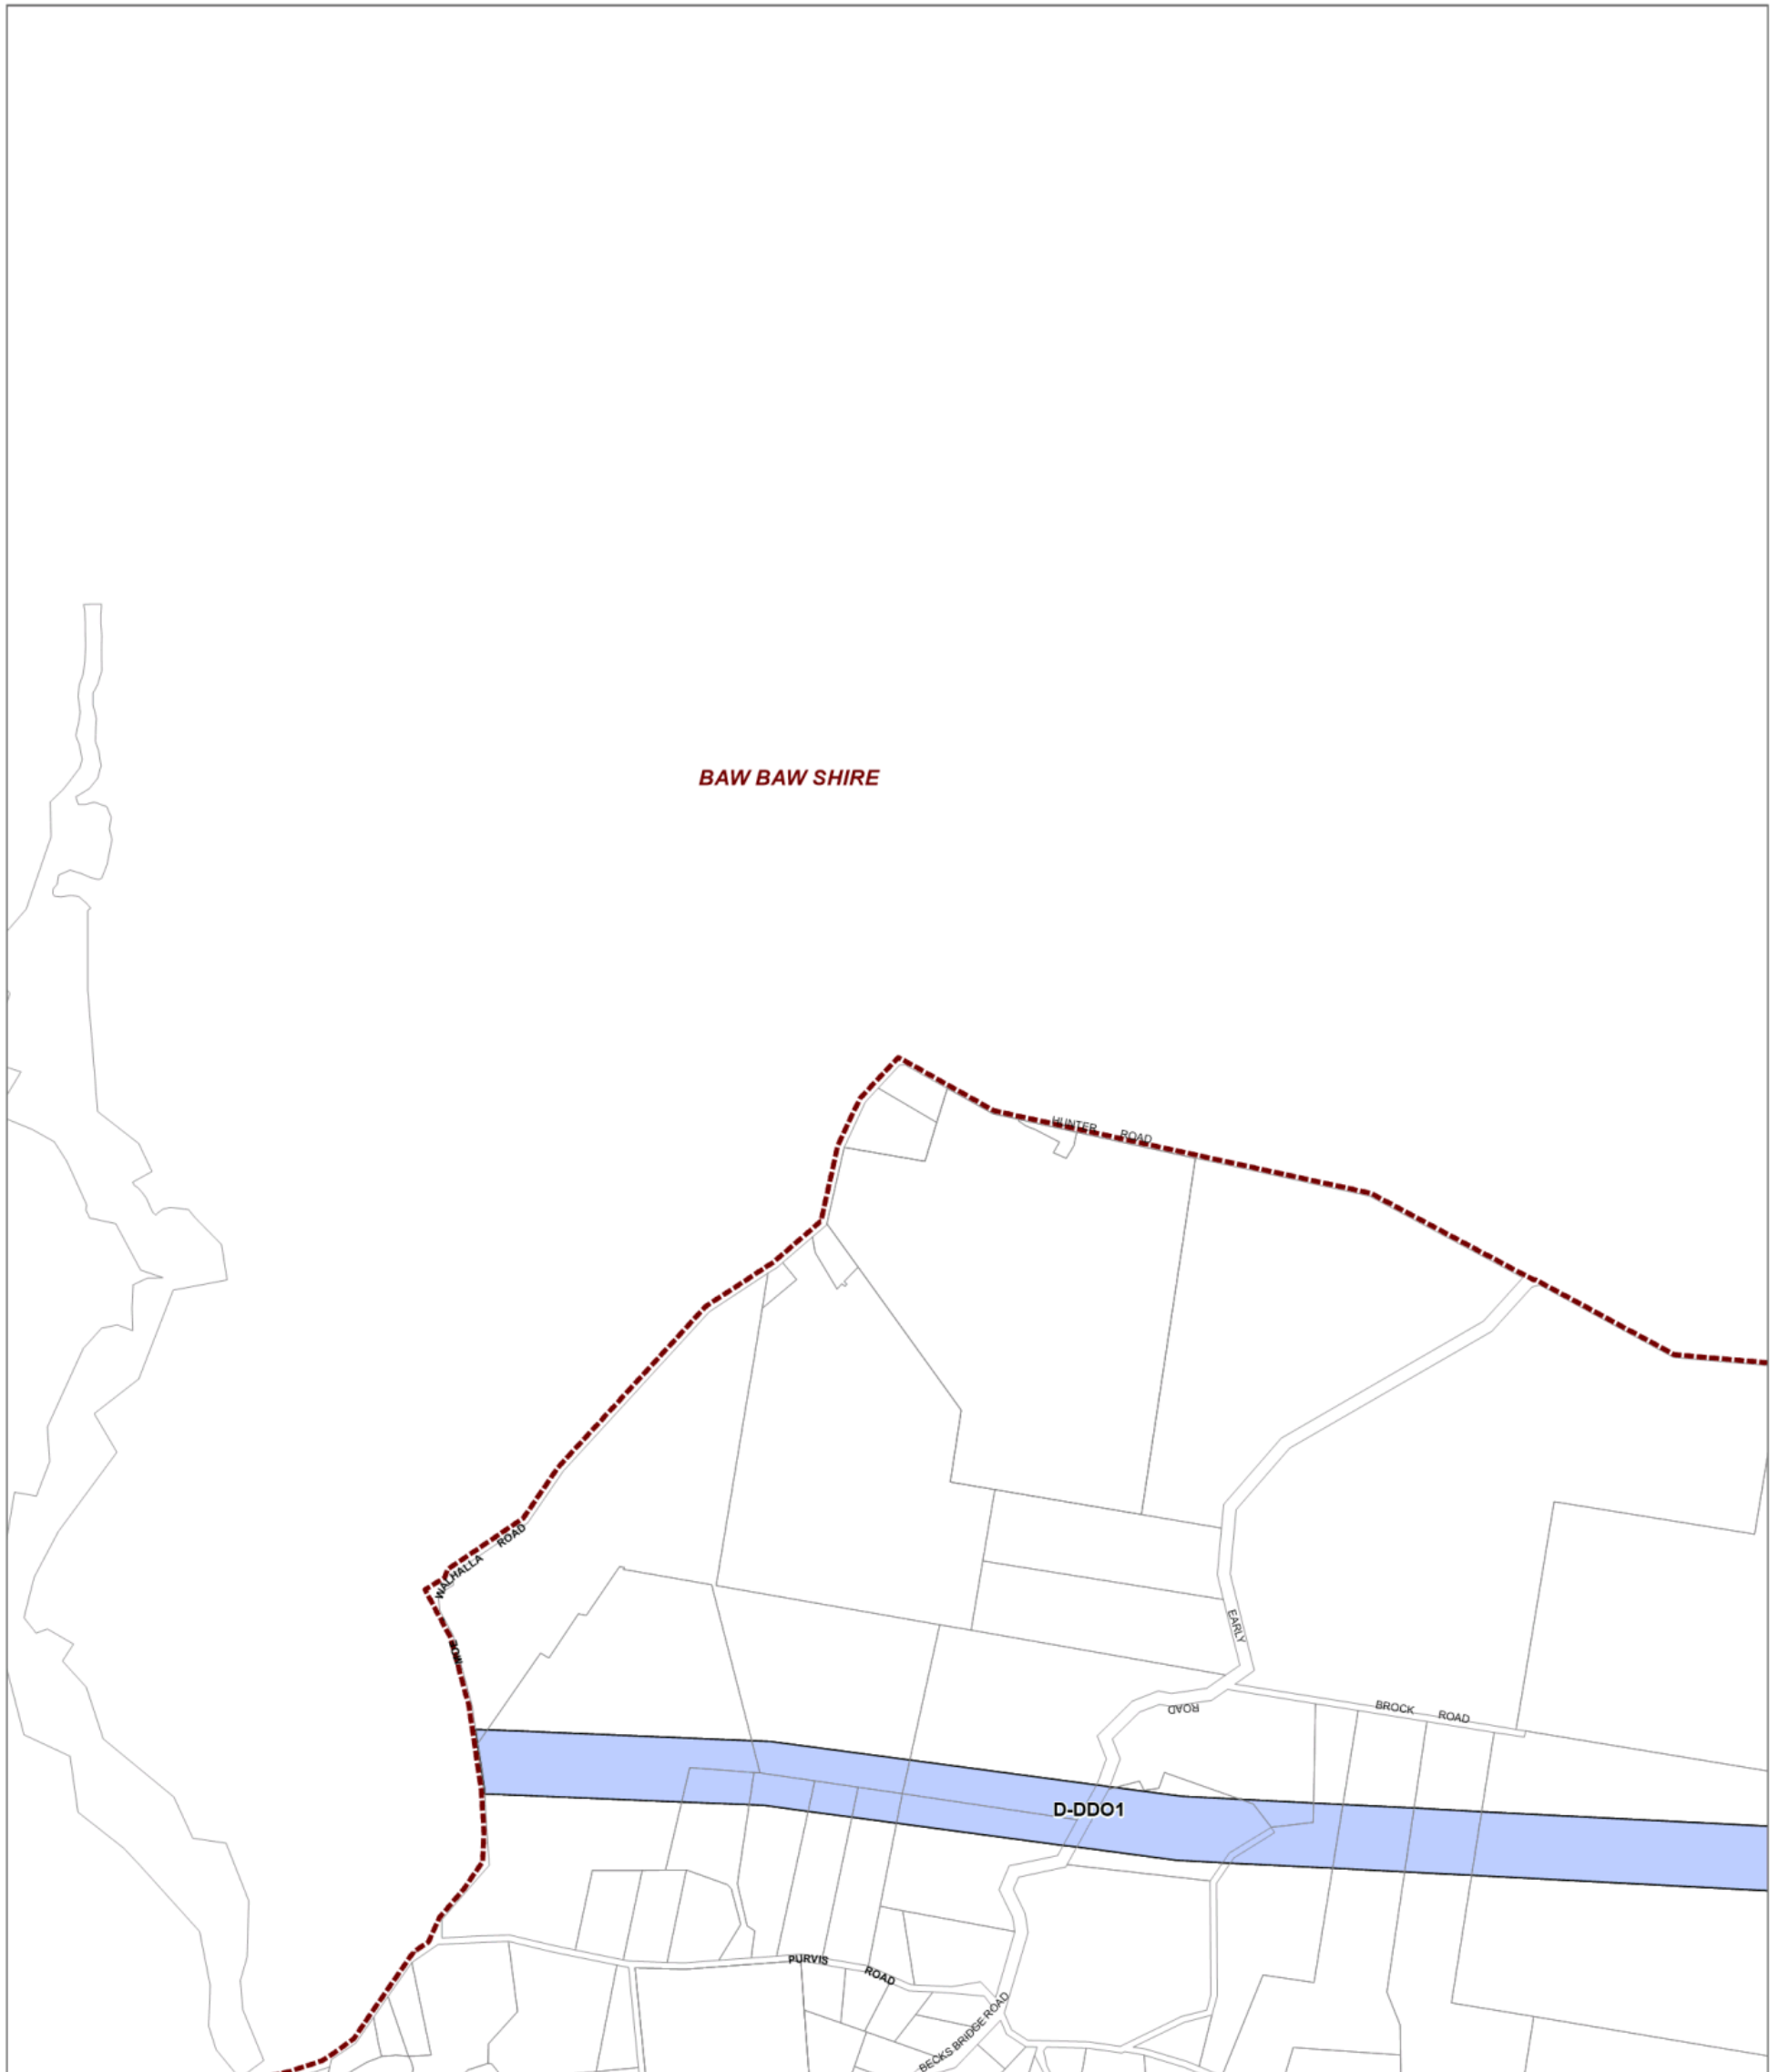 BAW BAW SHIRE
HUNTER ROAD
WALHALLA ROAD
EARLY
ROAD
BROCK ROAD
D-DDO1
PURVIS ROAD
BECKS BRIDGE ROAD